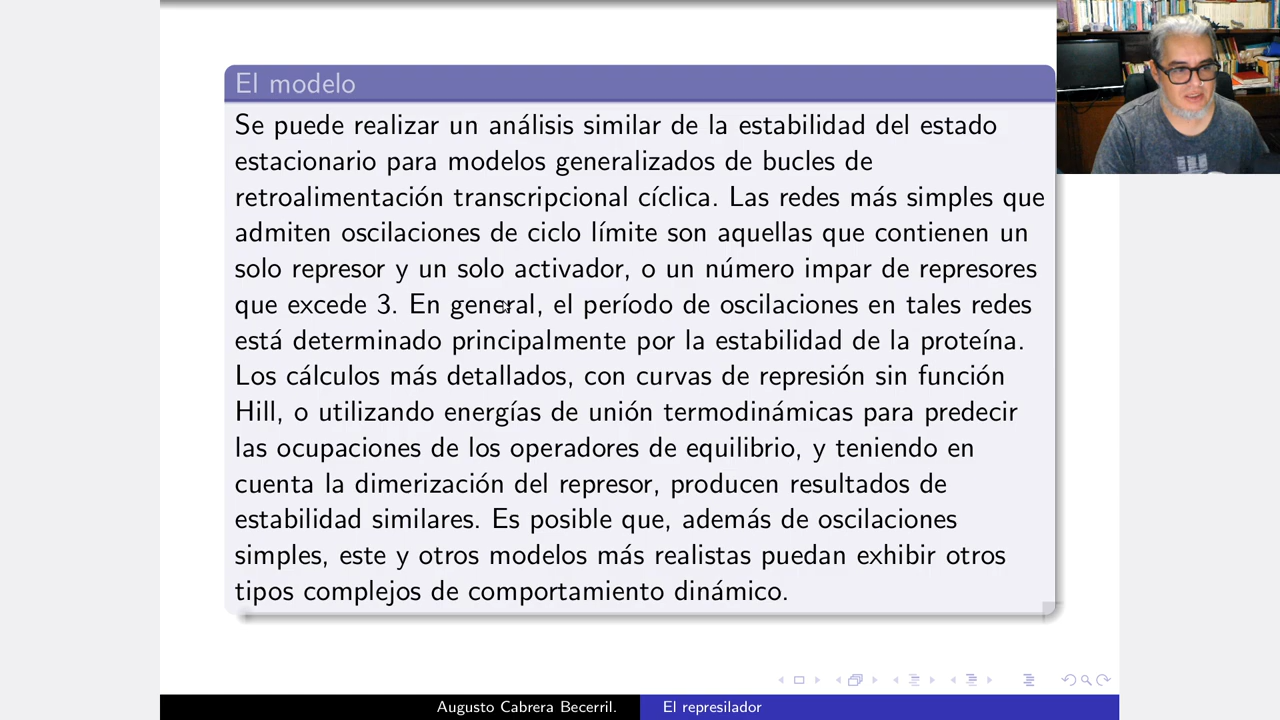 El modelo
Se puede realizar un análisis similar de la estabilidad del estado
estacionario para modelos generalizados de bucles de
retroalimentación transcripcional cíclica. Las redes más simples que
admiten oscilaciones de ciclo límite son aquellas que contienen un
solo represor y un solo activador, o un número impar de represores
que excede 3. En general, el período de oscilaciones en tales redes
está determinado principalmente por la estabilidad de la proteína.
Los cálculos más detallados, con curvas de represión sin función
Hill, o utilizando energías de unión termodinámicas para predecir
las ocupaciones de los operadores de equilibrio, y teniendo en
cuenta la dimerización del represor, producen resultados de
estabilidad similares. Es posible que, además de oscilaciones
simples, este y otros modelos más realistas puedan exhibir otros
tipos complejos de comportamiento dinámico.
Augusto Cabrera Becerril.
El represilador